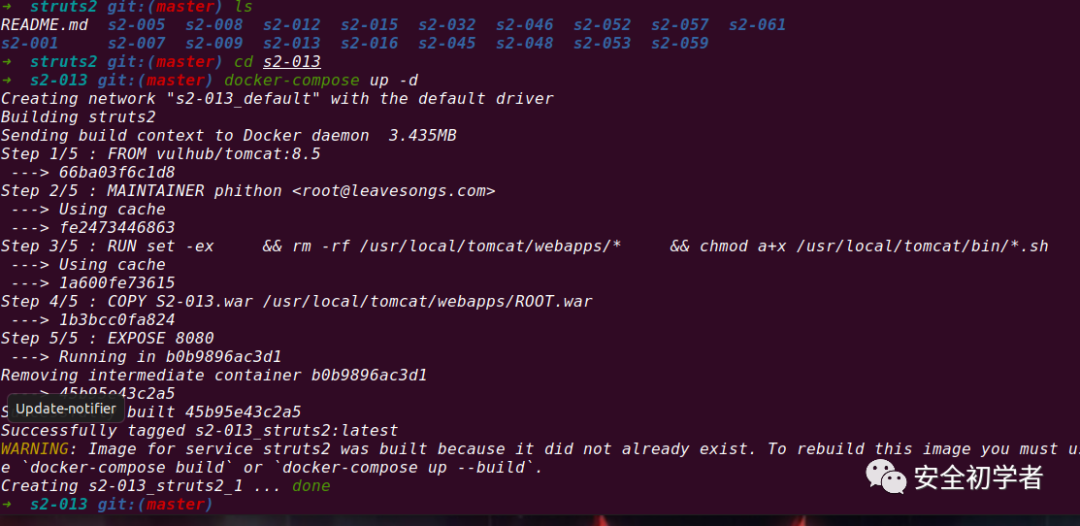 ➜  struts2 git:(master) ls
README.md  s2-005  s2-008  s2-012  s2-015  s2-032  s2-046  s2-052  s2-057  s2-061
s2-001     s2-007  s2-009  s2-013  s2-016  s2-045  s2-048  s2-053  s2-059
➜  struts2 git:(master) cd s2-013
➜  s2-013 git:(master) docker-compose up -d
Creating network "s2-013_default" with the default driver
Building struts2
Sending build context to Docker daemon  3.435MB
Step 1/5 : FROM vulhub/tomcat:8.5
 ---> 66ba03f6c1d8
Step 2/5 : MAINTAINER phithon <root@leavesongs.com>
 ---> Using cache
 ---> fe2473446863
Step 3/5 : RUN set -ex     && rm -rf /usr/local/tomcat/webapps/*     && chmod a+x /usr/local/tomcat/bin/*.sh
 ---> Using cache
 ---> 1a600fe73615
Step 4/5 : COPY S2-013.war /usr/local/tomcat/webapps/ROOT.war
 ---> 1b3bcc0fa824
Step 5/5 : EXPOSE 8080
 ---> Running in b0b9896ac3d1
Removing intermediate container b0b9896ac3d1
 ---> 45b95e43c2a5
Update-notifier
built 45b95e43c2a5
Successfully tagged s2-013_struts2:latest
WARNING: Image for service struts2 was built because it did not already exist. To rebuild this image you must us
e `docker-compose build` or `docker-compose up --build`.
Creating s2-013_struts2_1 ... done
➜  s2-013 git:(master)
安全初学者